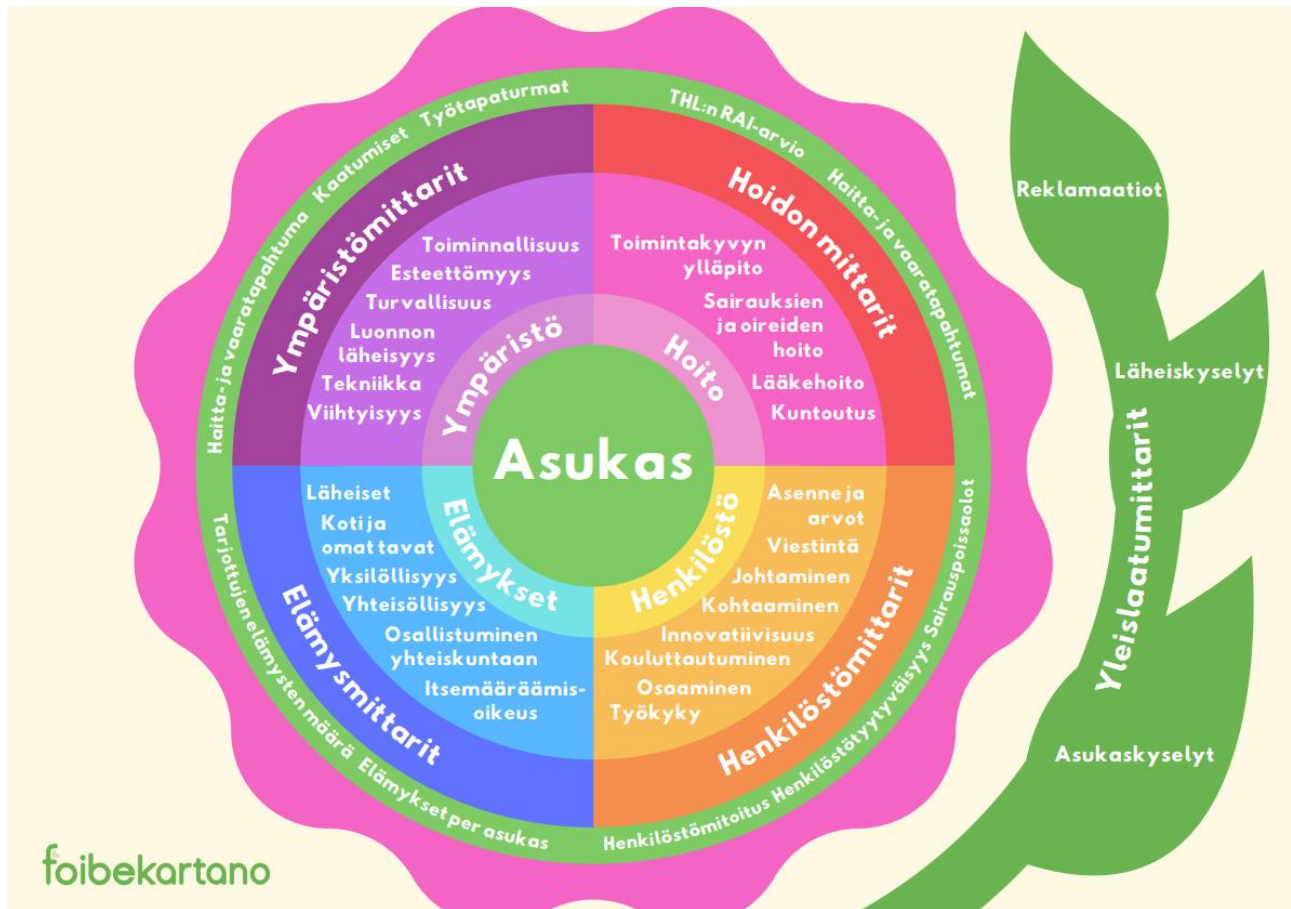 Työtapaturmat
Kaatumiset
Haitta- ja vaaratapahtuma
Ympäristömittarit
Toiminnallisuus
Esteettömyys
Turvallisuus
Luonnon
läheisyys
Tekniikka
Viihtyisyys
Ympäristö
THL:n RAI-arvio
Haitta- ja vaaratapahtumat
Hoidon mittarit
Toimintakyvyn
ylläpito
Sairauksien
ja oireiden
hoito
Lääkehoito
Kuntoutus
Hoito
Asukas
Läheiset
Koti ja
omat tavat
Yksilöllisyys
Yhteisöllisyys
Osallistuminen
yhteiskuntaan
Itsemääräämis-
oikeus
Elämykset
Elämysmittarit
Tarjottujen elämysten määrä
Elämykset per asukas
Henkilöstö
Asenne ja
arvot
Viestintä
Johtaminen
Kohtaaminen
Innovatiivisuus
Kouluttautuminen
Osaaminen
Työkyky
Henkilöstömittarit
Henkilöstömitoitus
Henkilöstötyytyväisyys
Sairauspoissaolot
Reklamaatiot
Läheiskyselyt
Yleislaatumittarit
Asukaskyselyt
foibekartano